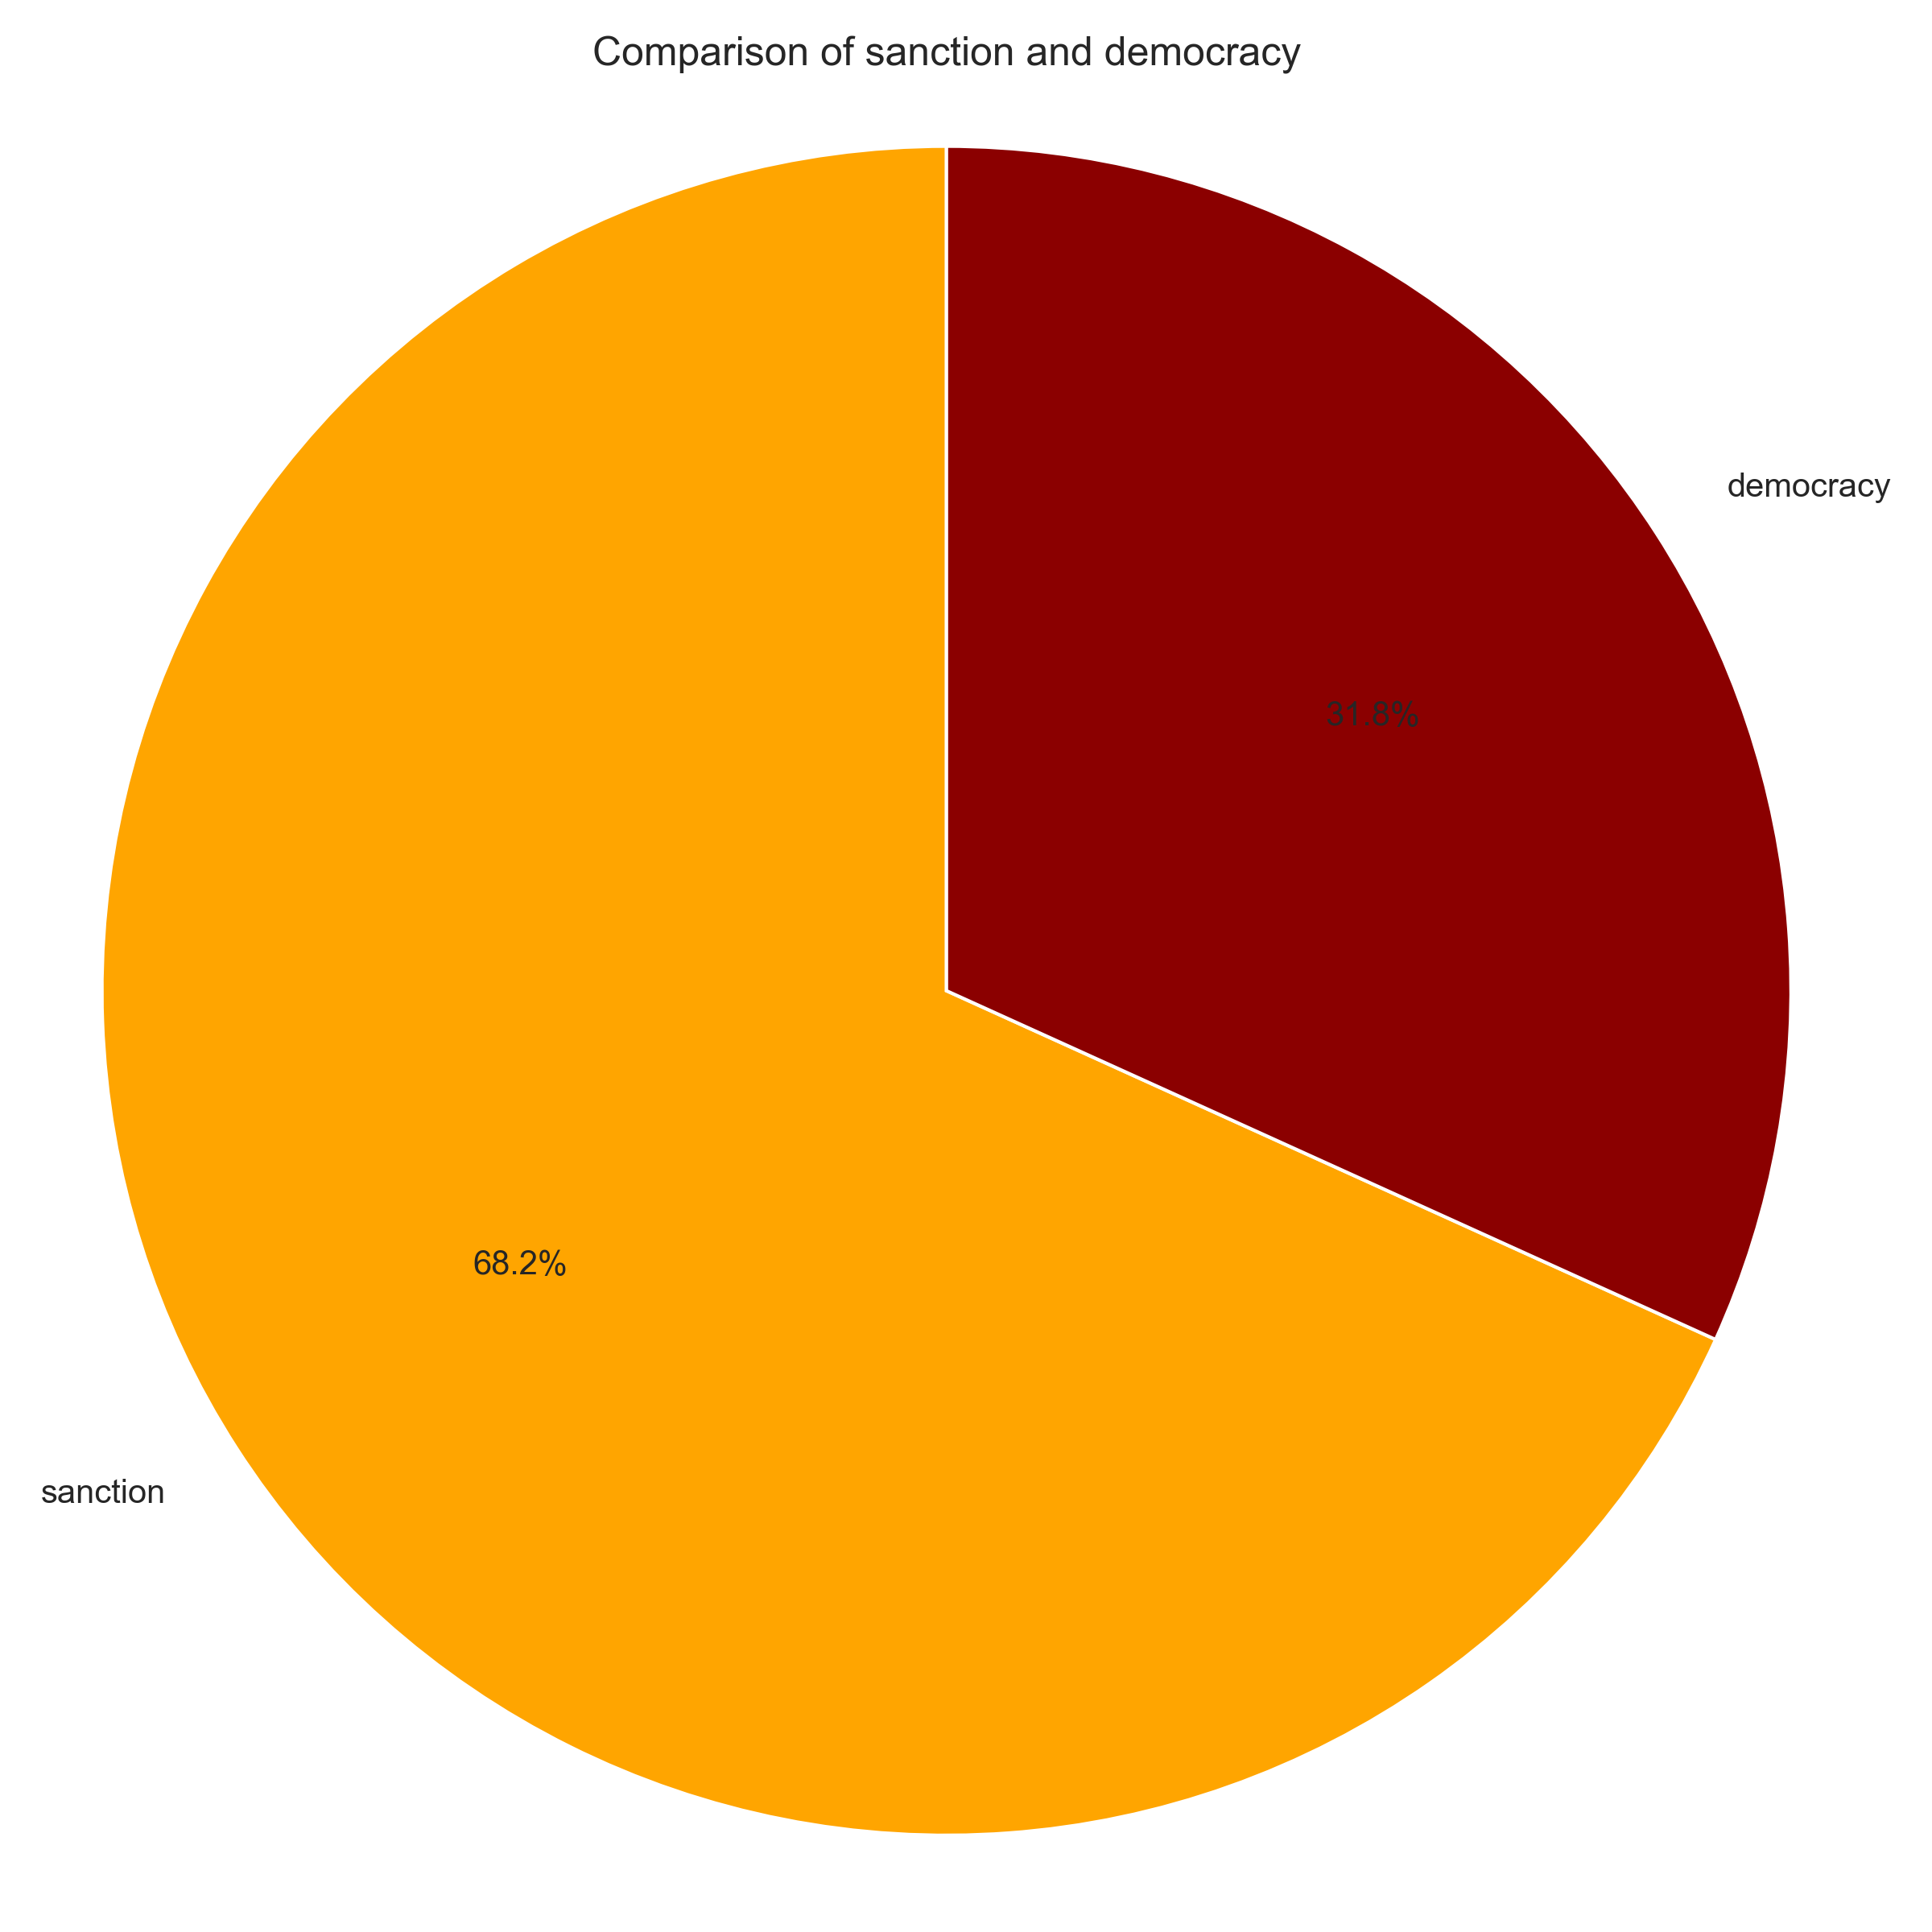 Comparison of sanction and democracy
democracy
31.8%
68.2%
sanction